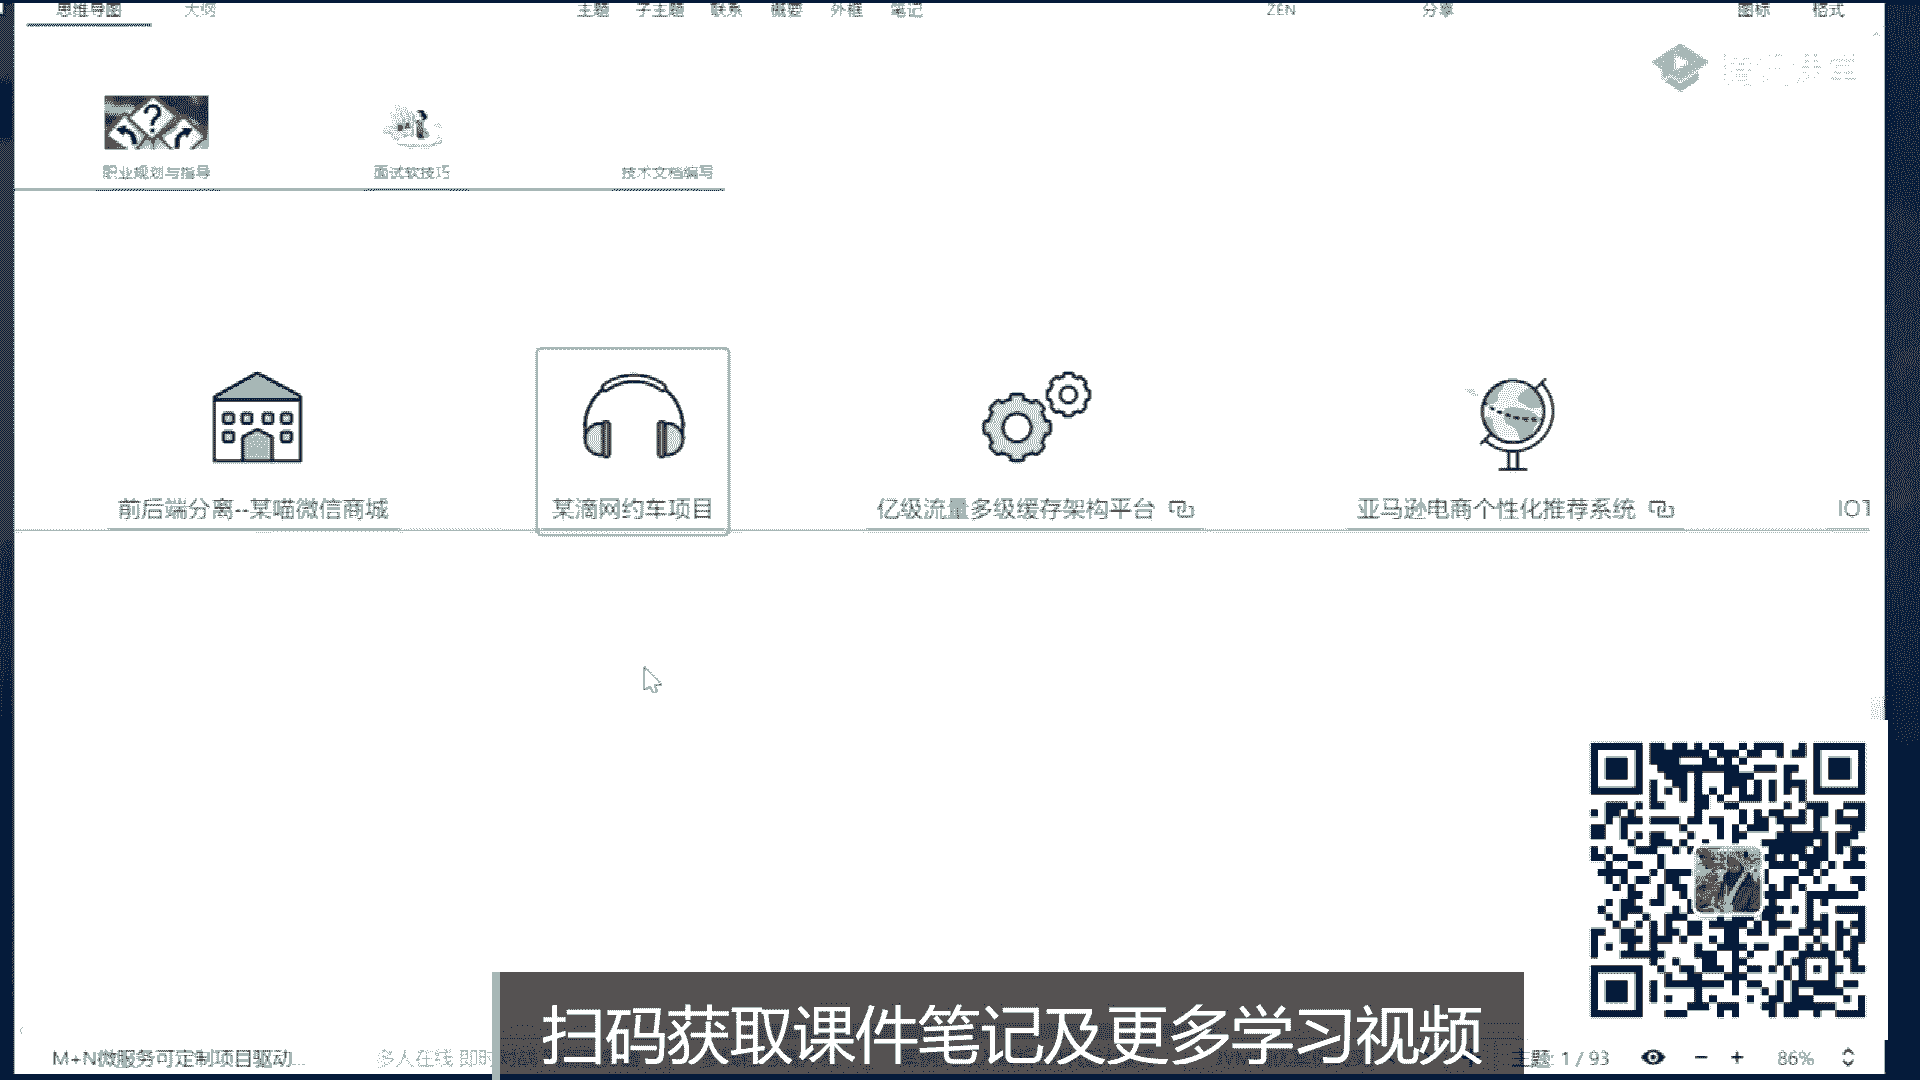 思维导图 大纲 主题 子主题 联系 概要 外框 笔记 ZEN 分享 图标 格式
腾讯课堂
职业规划与指导 面试软技巧 技术文档编写
前后端分离--某喵微信商城 某滴网约车项目 亿级流量多级缓存架构平台 亚马逊电商个性化推荐系统 IOT
扫码获取课件笔记及更多学习视频
M+N微服务可定制项目驱动... 多人在线 即时 主题: 1 / 93 86%